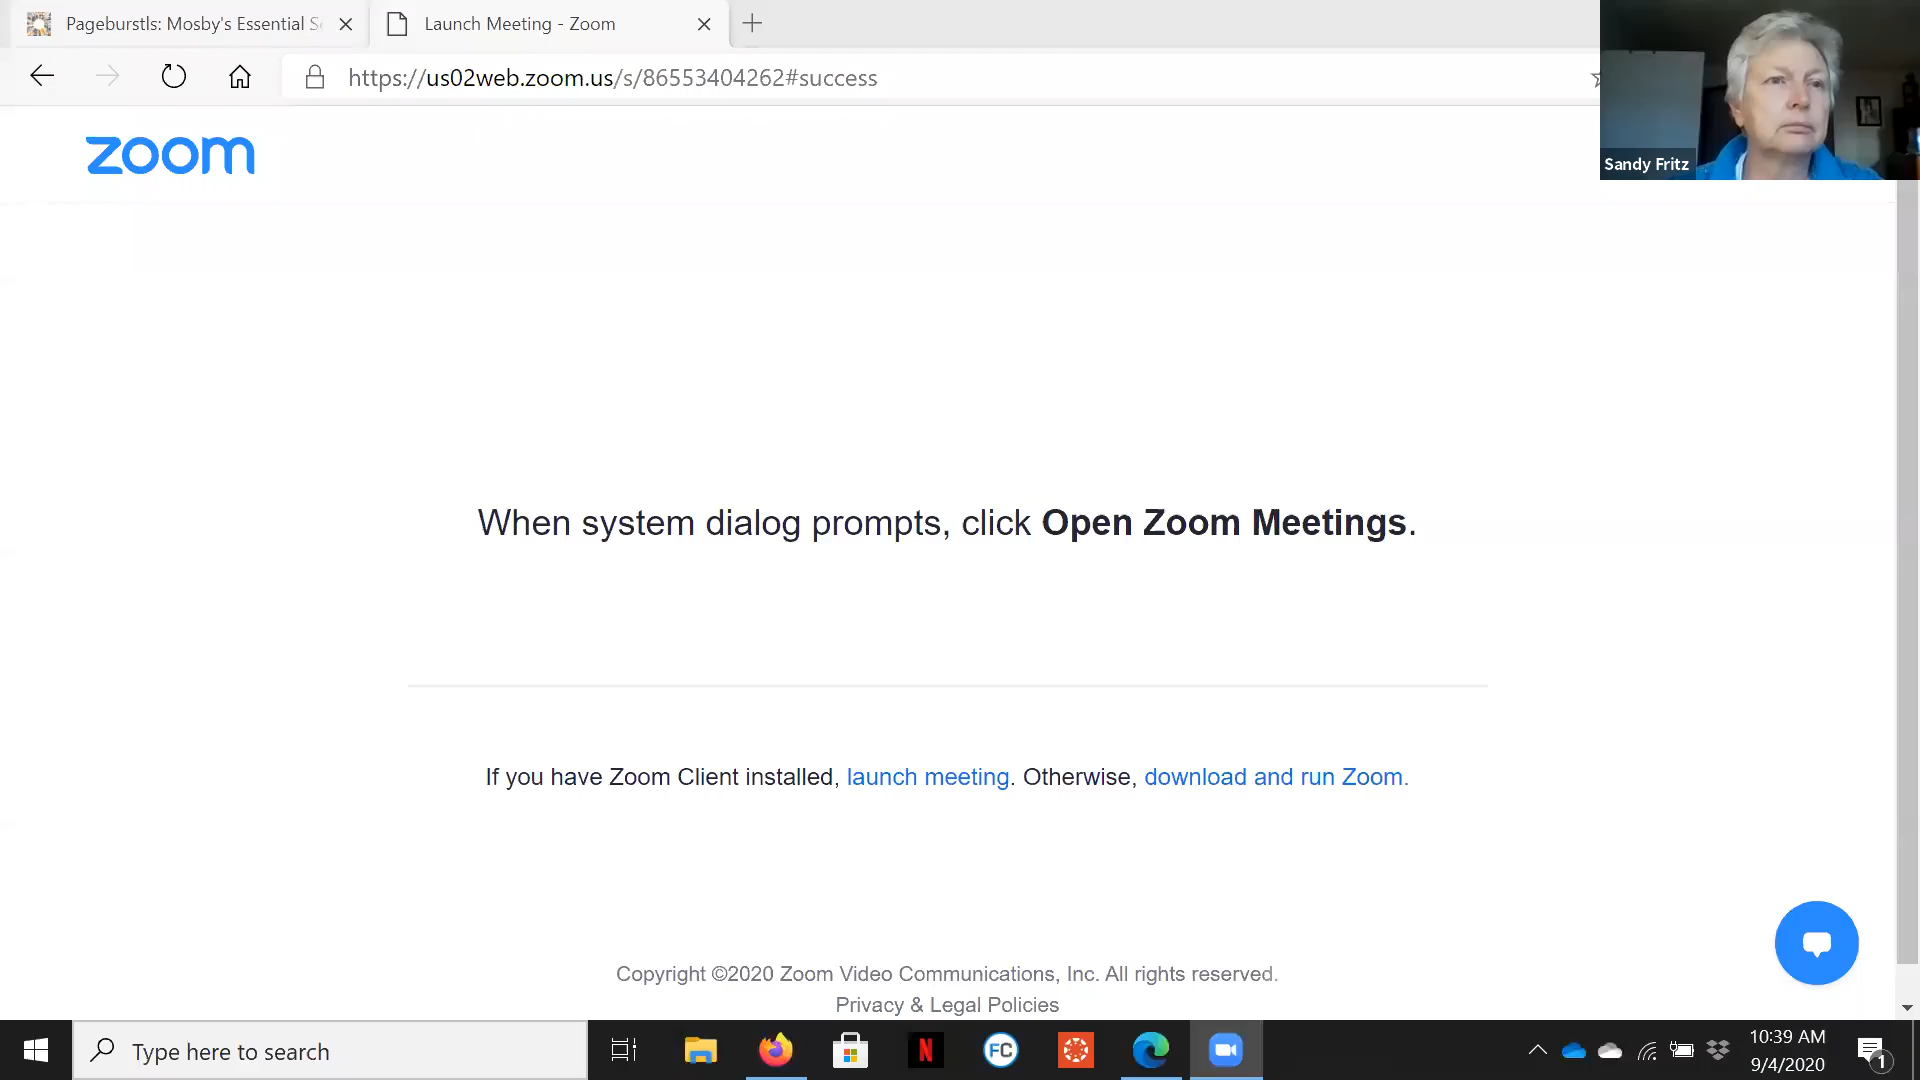 Pageburstls: Mosby's Essential S
Launch Meeting - Zoom
https://us02web.zoom.us/s/86553404262#success
zoom
Sandy Fritz
When system dialog prompts, click Open Zoom Meetings.
If you have Zoom Client installed, launch meeting. Otherwise, download and run Zoom.
Copyright ©2020 Zoom Video Communications, Inc. All rights reserved.
Privacy & Legal Policies
Type here to search
N
FC
10:39 AM
9/4/2020
1